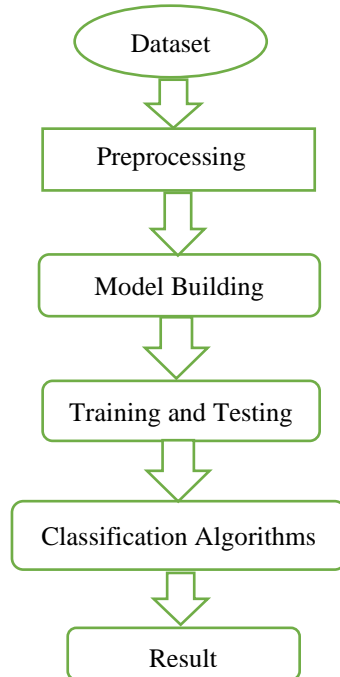 Dataset
Preprocessing
Model Building
Training and Testing
Classification Algorithms
Result